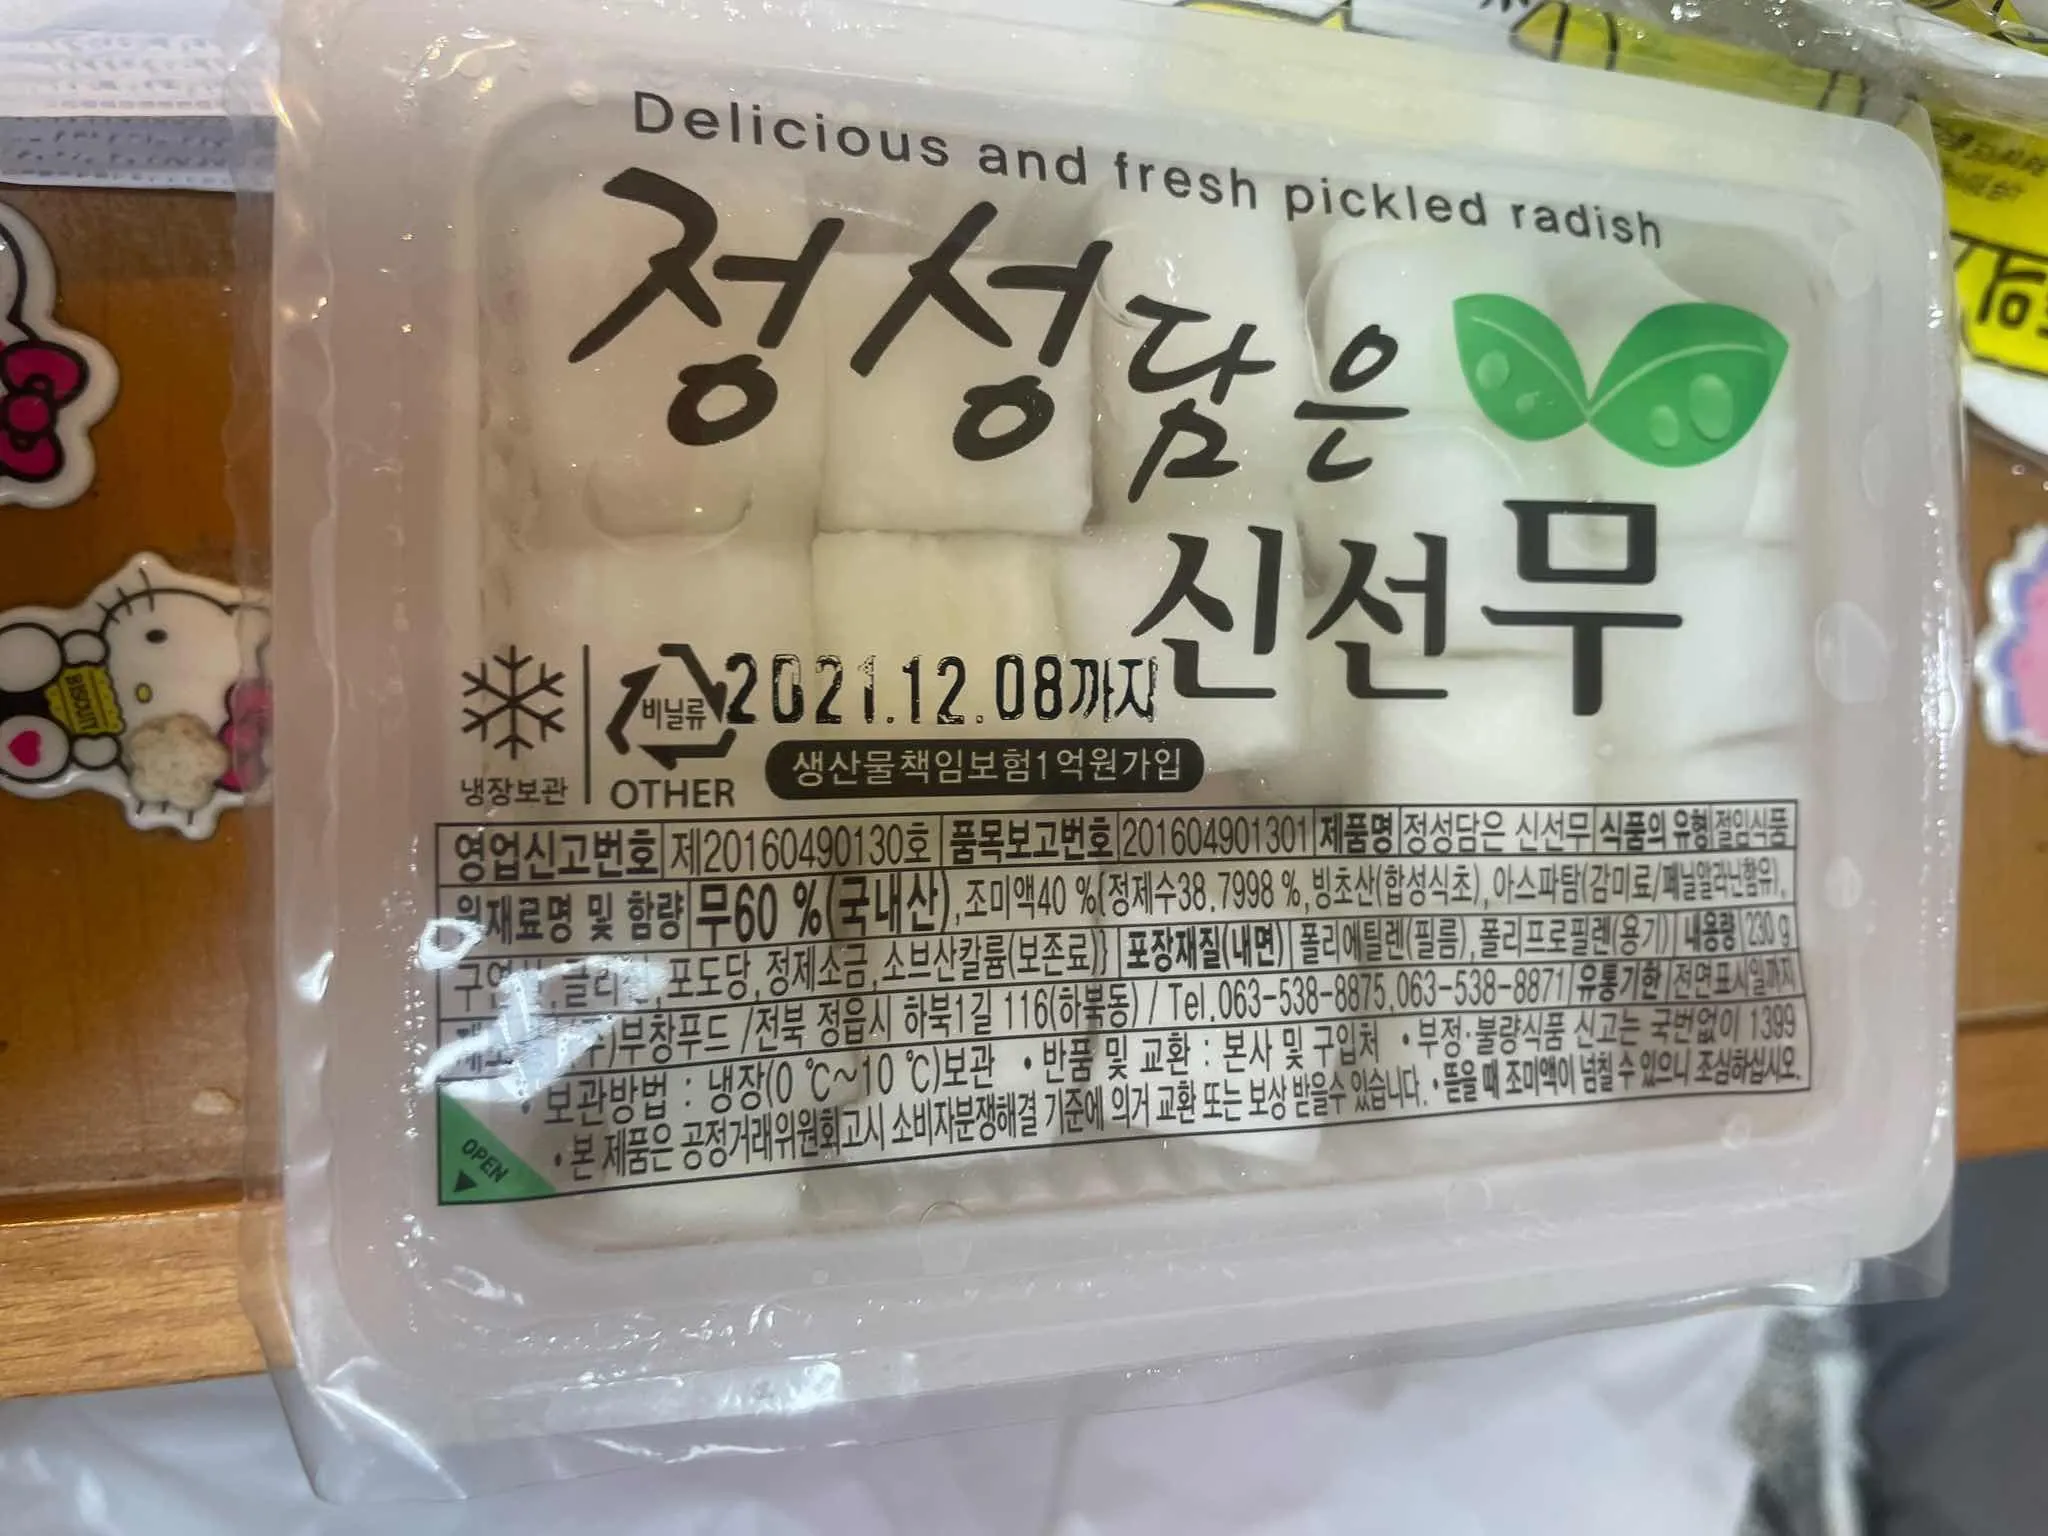 Delicious and fresh pickled radish
정성담은
신선무
2021.12.08까지
비닐류
냉장보관
OTHER
생산물책임보험1억원가입
영업신고번호 제20160490130호 품목보고번호 201604901301 제품명 정성담은 신선무 식품의 유형 절임식품
원재료명 및 함량 무60 %(국내산), 조미액40 %{정제수38.7998 %, 빙초산(합성식초), 아스파탐(감미료/페닐알라닌함유),
포도당, 정제소금, 소브산칼륨(보존료)} 포장재질(내면) 폴리에틸렌(필름), 폴리프로필렌(용기) 내용량 230 g
부창푸드 /전북 정읍시 하북1길 116(하북동) / Tel.063-538-8875, 063-538-8871/ 유통기한 전면표시일까지
• 보관방법 : 냉장(0 ℃~10 ℃)보관 • 반품 및 교환 : 본사 및 구입처 • 부정·불량식품 신고는 국번없이 1399
• 본 제품은 공정거래위원회고시 소비자분쟁해결 기준에 의거 교환 또는 보상 받을수 있습니다. • 뜯을 때 조미액이 넘칠 수 있으니 조심하십시오.
OPEN
BISCUIT